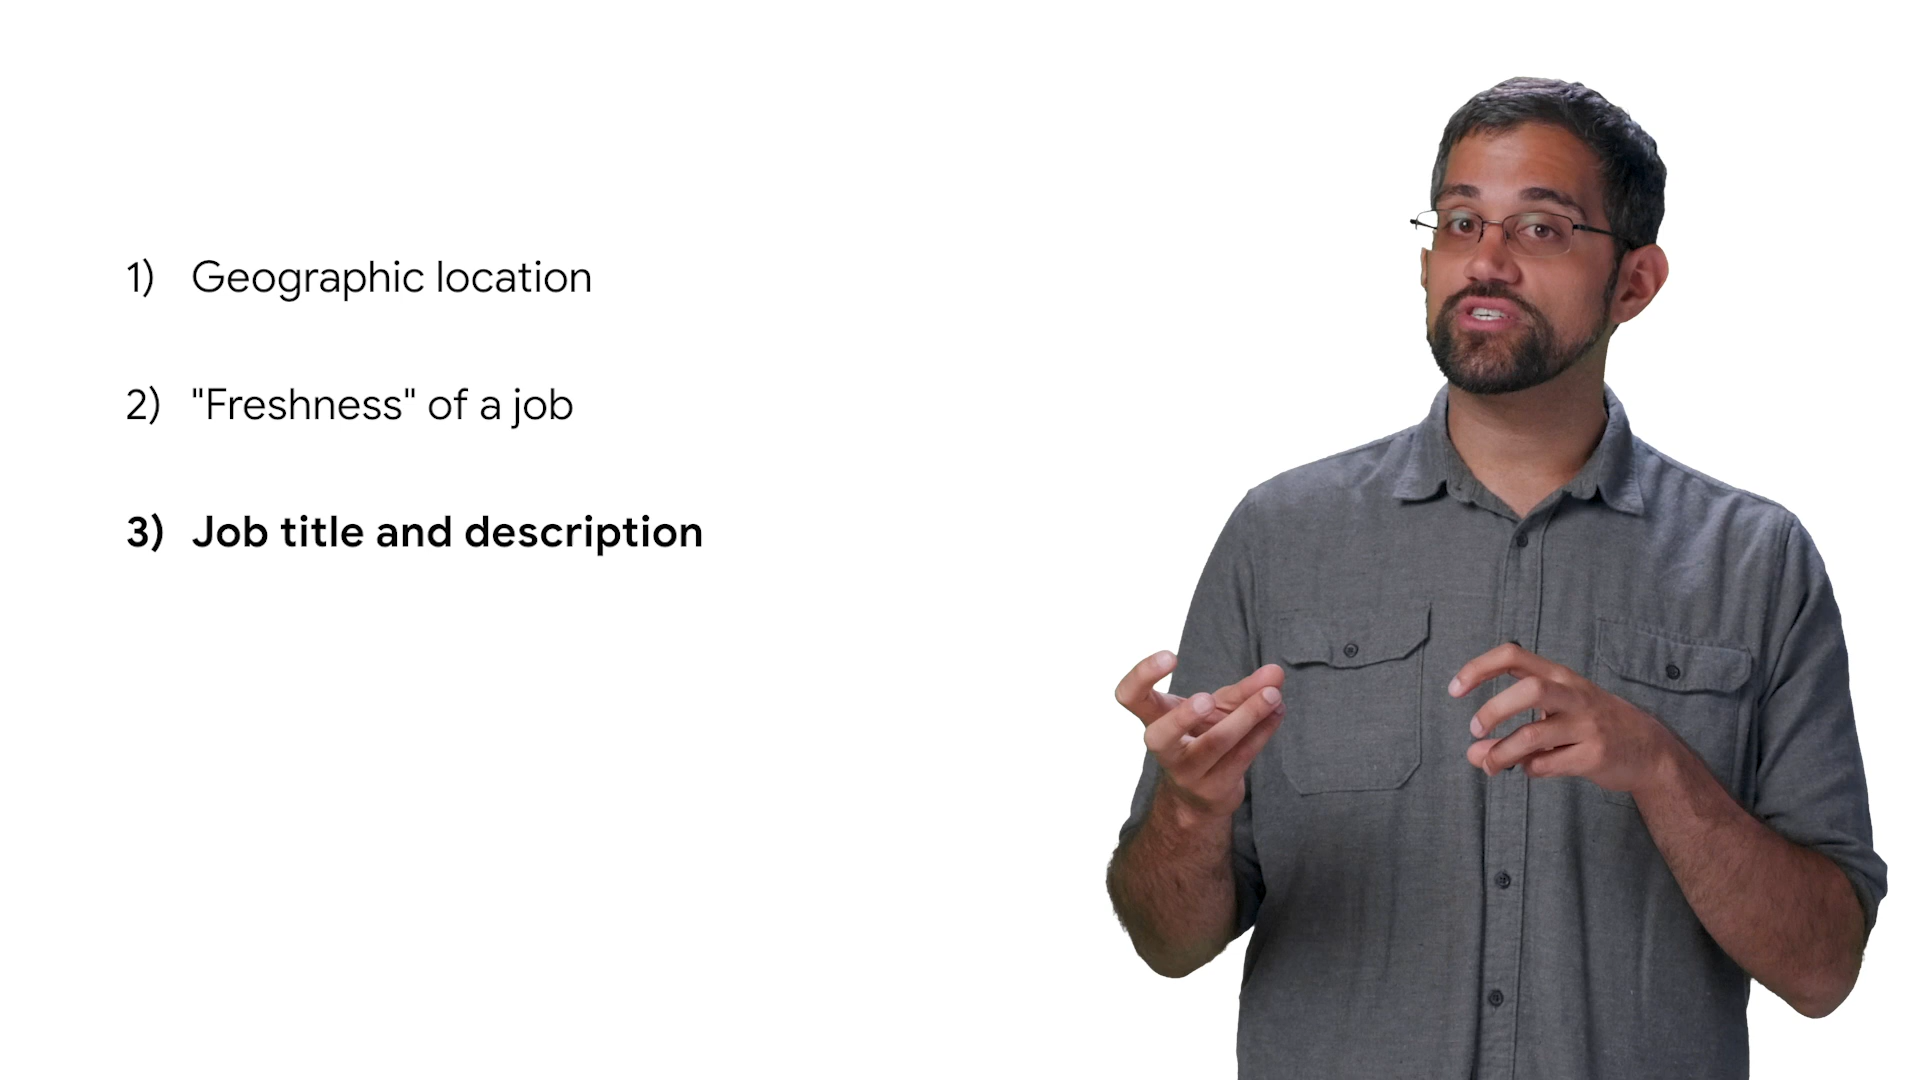 1) Geographic location
2) "Freshness" of a job
3) Job title and description